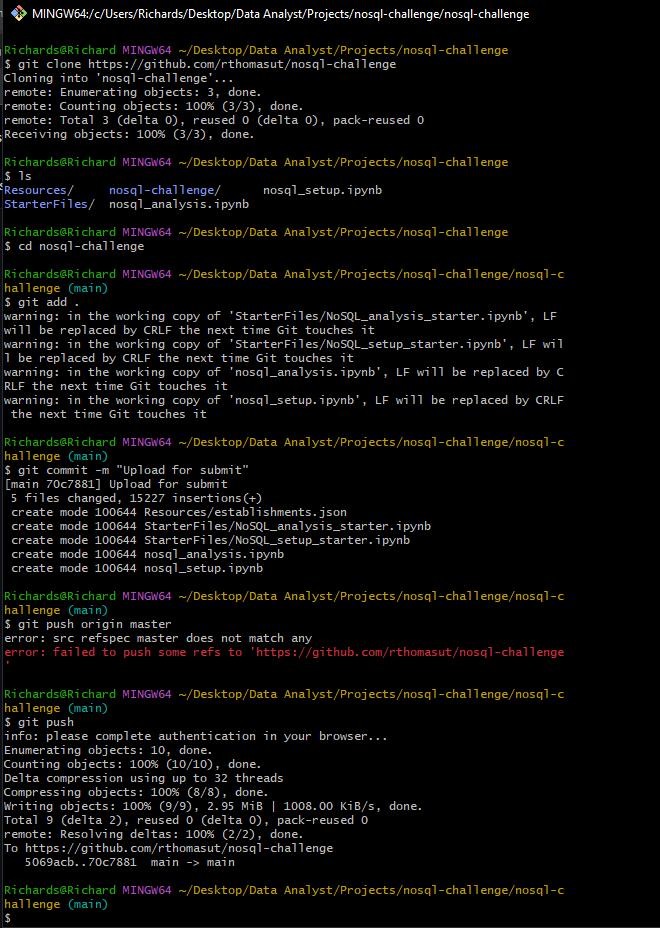 MINGW64:/c/Users/Richards/Desktop/Data Analyst/Projects/nosql-challenge/nosql-challenge
Richards@Richard MINGW64 ~/Desktop/Data Analyst/Projects/nosql-challenge
$ git clone https://github.com/rthomasut/nosql-challenge
Cloning into 'nosql-challenge'...
remote: Enumerating objects: 3, done.
remote: Counting objects: 100% (3/3), done.
remote: Total 3 (delta 0), reused 0 (delta 0), pack-reused 0
Receiving objects: 100% (3/3), done.
Richards@Richard MINGW64 ~/Desktop/Data Analyst/Projects/nosql-challenge
$ ls
Resources/     nosql-challenge/      nosql_setup.ipynb
StarterFiles/  nosql_analysis.ipynb
Richards@Richard MINGW64 ~/Desktop/Data Analyst/Projects/nosql-challenge
$ cd nosql-challenge
Richards@Richard MINGW64 ~/Desktop/Data Analyst/Projects/nosql-challenge/nosql-c
hallenge (main)
$ git add .
warning: in the working copy of 'StarterFiles/NoSQL_analysis_starter.ipynb', LF
will be replaced by CRLF the next time Git touches it
warning: in the working copy of 'StarterFiles/NoSQL_setup_starter.ipynb', LF wil
l be replaced by CRLF the next time Git touches it
warning: in the working copy of 'nosql_analysis.ipynb', LF will be replaced by C
RLF the next time Git touches it
warning: in the working copy of 'nosql_setup.ipynb', LF will be replaced by CRLF
 the next time Git touches it
Richards@Richard MINGW64 ~/Desktop/Data Analyst/Projects/nosql-challenge/nosql-c
hallenge (main)
$ git commit -m "Upload for submit"
[main 70c7881] Upload for submit
 5 files changed, 15227 insertions(+)
 create mode 100644 Resources/establishments.json
 create mode 100644 StarterFiles/NoSQL_analysis_starter.ipynb
 create mode 100644 StarterFiles/NoSQL_setup_starter.ipynb
 create mode 100644 nosql_analysis.ipynb
 create mode 100644 nosql_setup.ipynb
Richards@Richard MINGW64 ~/Desktop/Data Analyst/Projects/nosql-challenge/nosql-c
hallenge (main)
$ git push origin master
error: src refspec master does not match any
error: failed to push some refs to 'https://github.com/rthomasut/nosql-challenge
'
Richards@Richard MINGW64 ~/Desktop/Data Analyst/Projects/nosql-challenge/nosql-c
hallenge (main)
$ git push
info: please complete authentication in your browser...
Enumerating objects: 10, done.
Counting objects: 100% (10/10), done.
Delta compression using up to 32 threads
Compressing objects: 100% (8/8), done.
Writing objects: 100% (9/9), 2.95 MiB | 1008.00 KiB/s, done.
Total 9 (delta 2), reused 0 (delta 0), pack-reused 0
remote: Resolving deltas: 100% (2/2), done.
To https://github.com/rthomasut/nosql-challenge
   5069acb..70c7881  main -> main
Richards@Richard MINGW64 ~/Desktop/Data Analyst/Projects/nosql-challenge/nosql-c
hallenge (main)
$